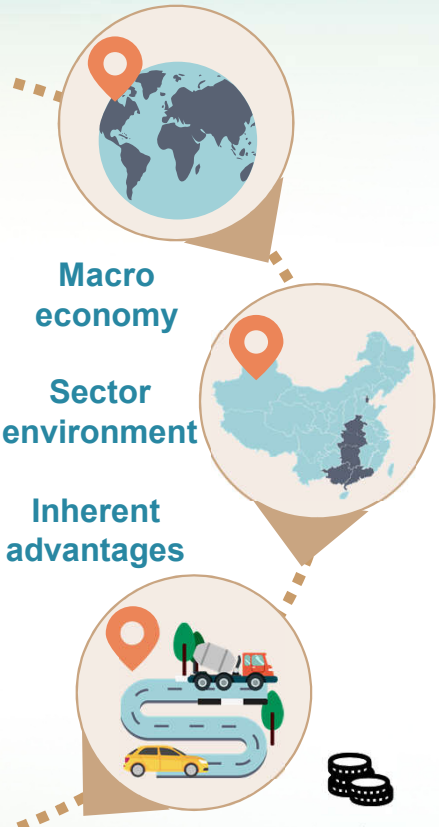 Macro
economy
Sector
environment
Inherent
advantages